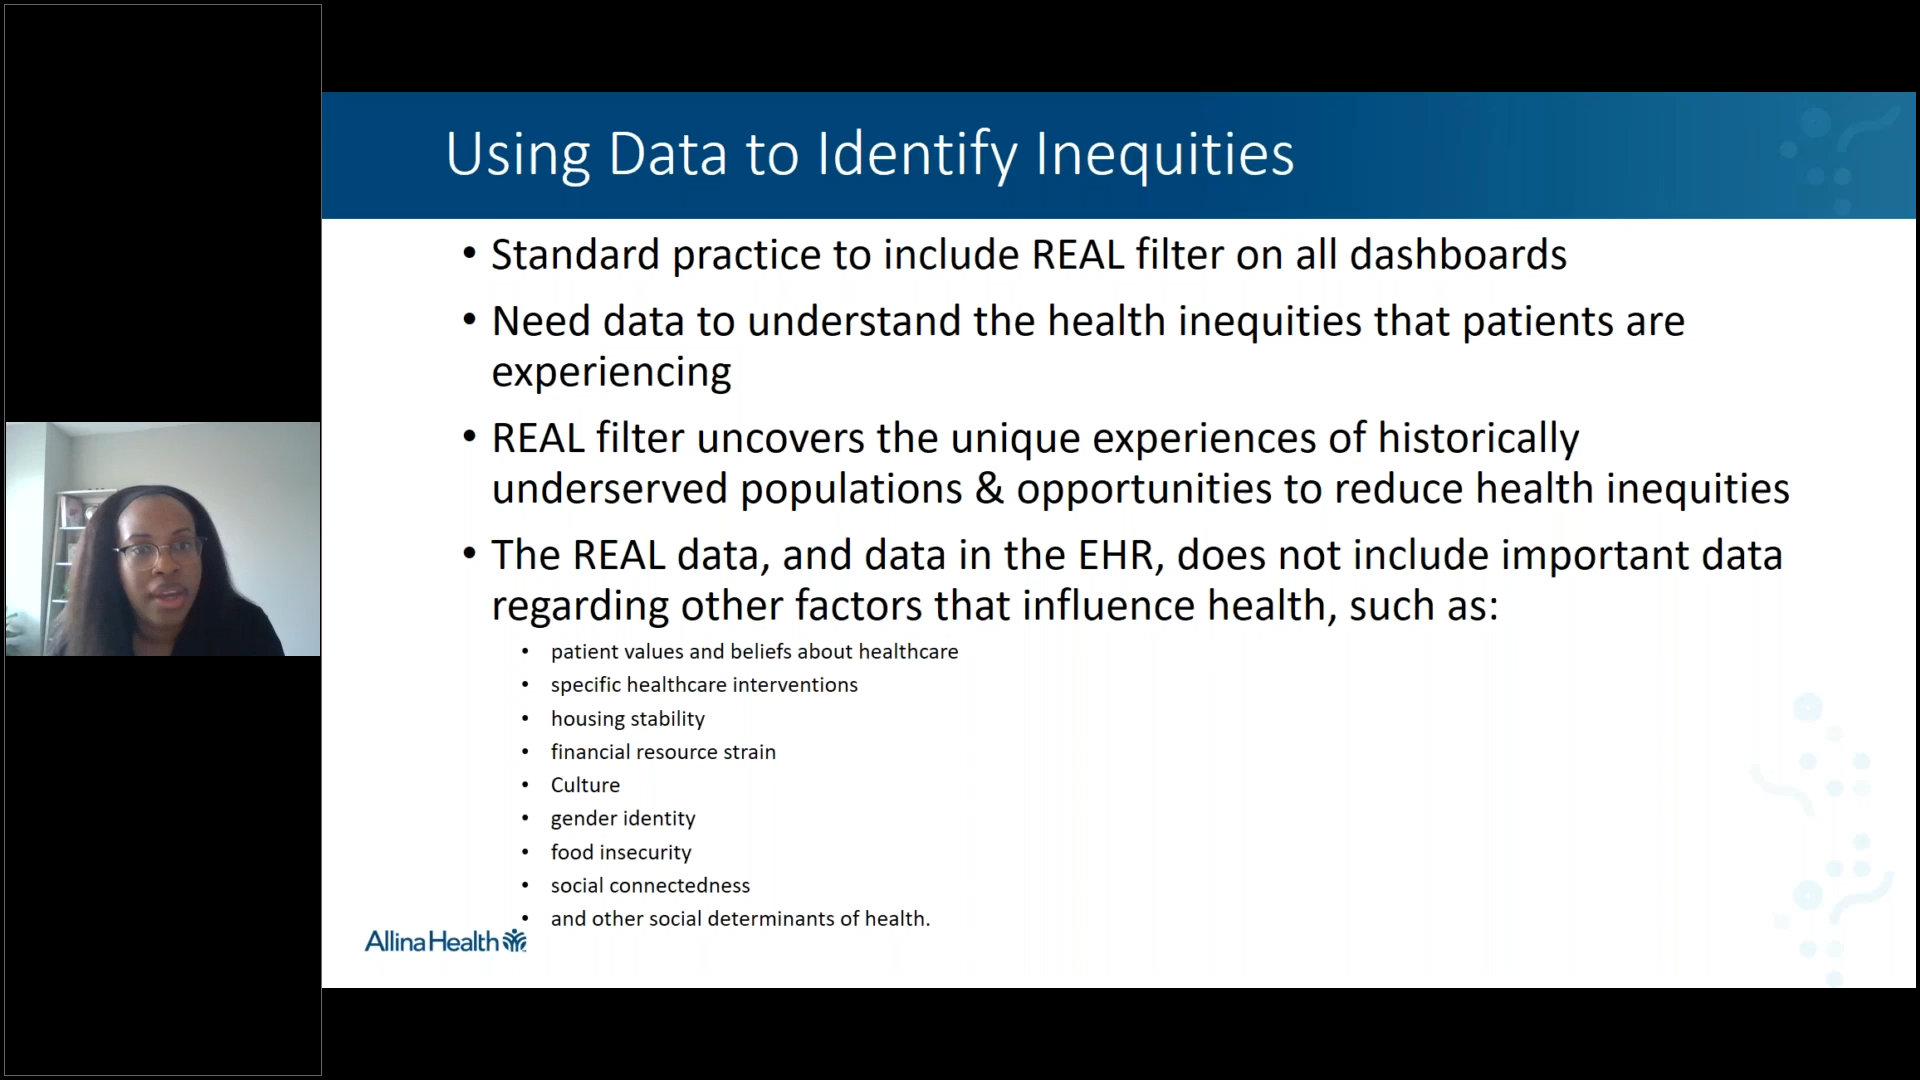 Using Data to Identify Inequities
• Standard practice to include REAL filter on all dashboards
• Need data to understand the health inequities that patients are
experiencing
• REAL filter uncovers the unique experiences of historically
underserved populations & opportunities to reduce health inequities
• The REAL data, and data in the EHR, does not include important data
regarding other factors that influence health, such as:
• patient values and beliefs about healthcare
• specific healthcare interventions
• housing stability
• financial resource strain
• Culture
• gender identity
• food insecurity
• social connectedness
• and other social determinants of health.
Allina Health